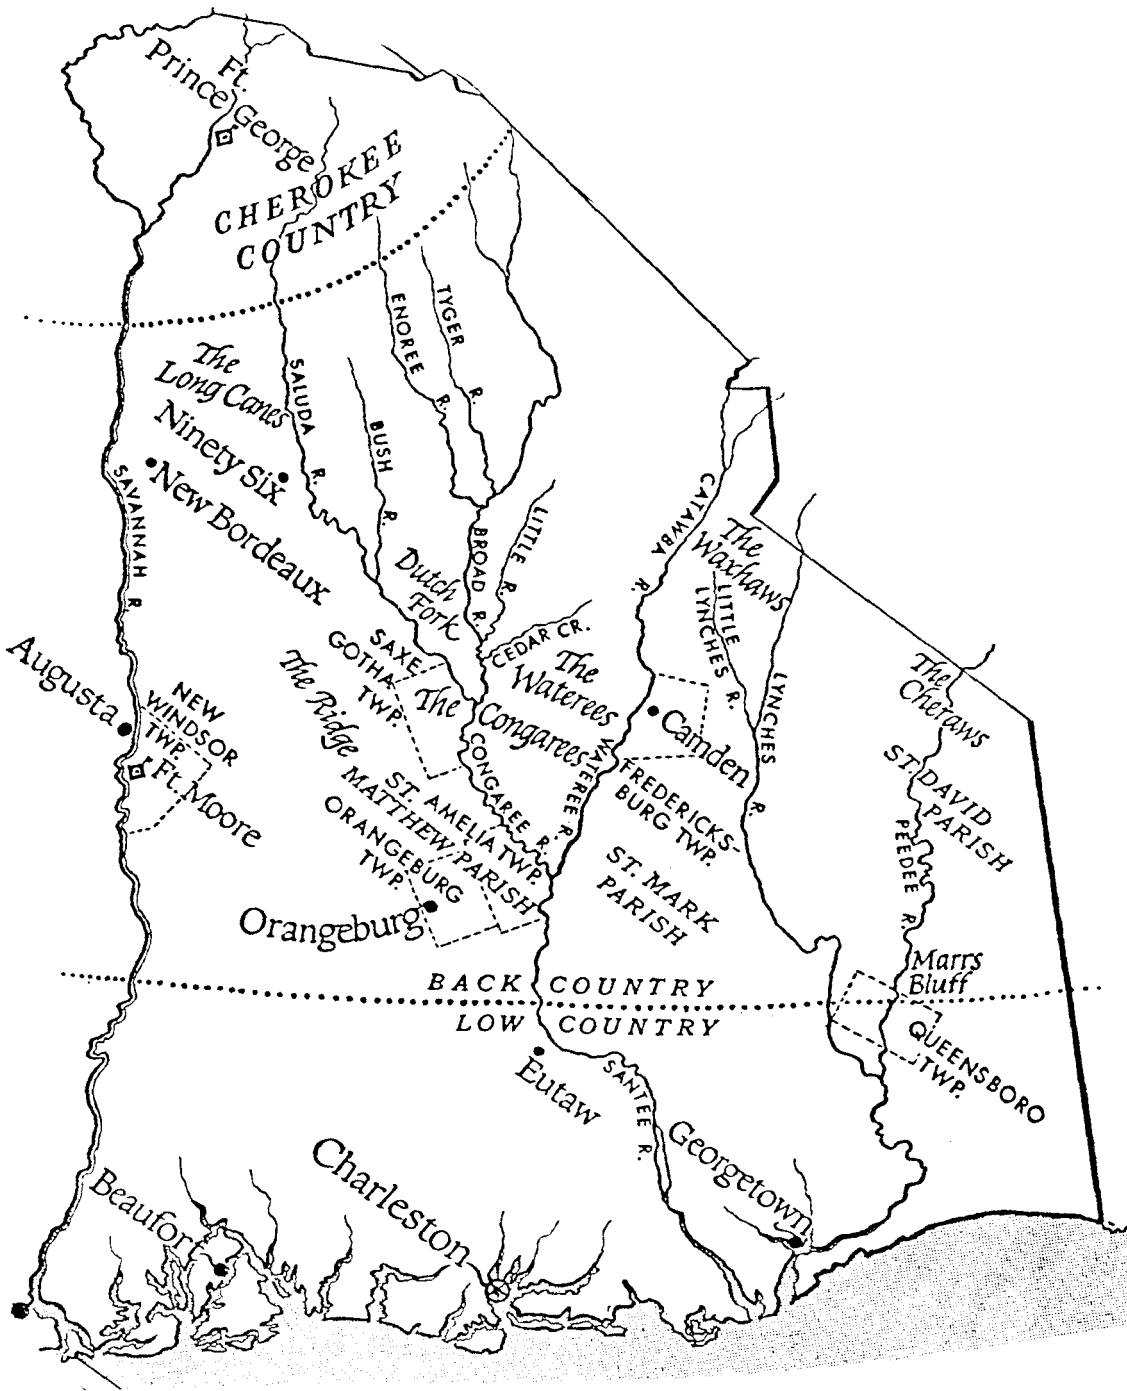 Ft.
Prince George
CHEROKEE
COUNTRY
ENOREE R.
TYGER R.
The
Long Canes
SALUDA R.
Ninety Six
New Bordeaux
BUSH R.
SAVANNAH R.
BROAD R.
LITTLE R.
CATAWBA R.
The
Waxhaws
LITTLE
LYNCHES R.
LYNCHES R.
Dutch
Fork
CEDAR CR.
SAXE
GOTHA
TWP.
The Ridge
The
Waterees
The Congarees
Augusta
NEW
WINDSOR
TWP.
Ft. Moore
CONGAREE R.
WATEREE R.
Camden
FREDERICKS-
BURG TWP.
The
Cheraws
ST. DAVID
PARISH
PEEDEE R.
ST. AMELIA TWP.
MATTHEW PARISH
ORANGEBURG
TWP.
Orangeburg
ST. MARK
PARISH
Marrs
Bluff
BACK COUNTRY
LOW COUNTRY
QUEENSBORO
TWP.
Eutaw
SANTEE R.
Georgetown
Charleston
Beaufort